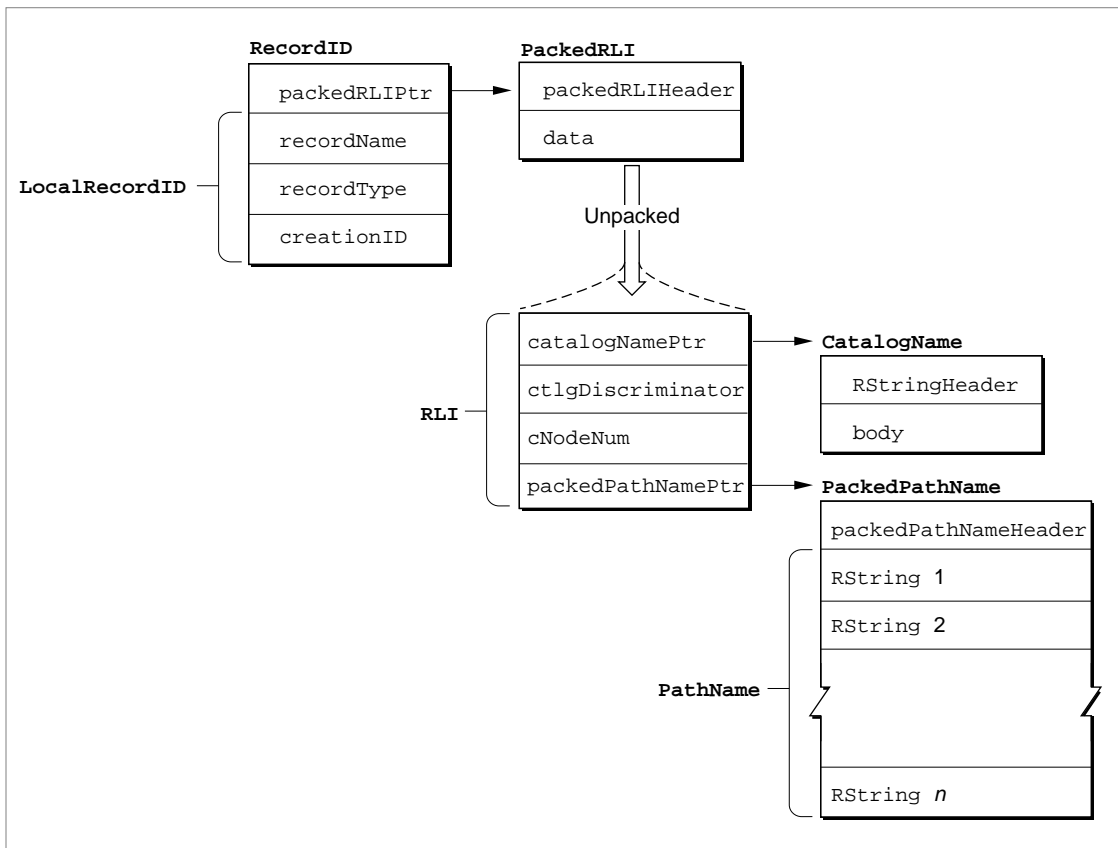 RecordID
packedRLIPtr
recordName
recordType
creationID
LocalRecordID
PackedRLI
packedRLIHeader
data
Unpacked
RLI
catalogNamePtr
ctlgDiscriminator
cNodeNum
packedPathNamePtr
CatalogName
RStringHeader
body
PackedPathName
packedPathNameHeader
RString 1
RString 2
PathName
RString n